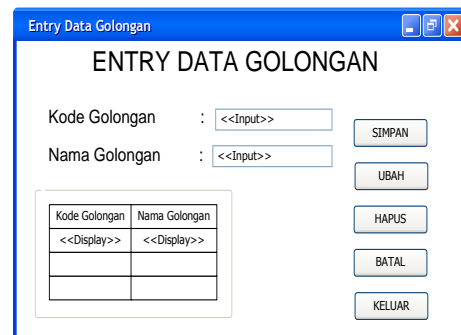 Entry Data Golongan
ENTRY DATA GOLONGAN
Kode Golongan : <<Input>>
Nama Golongan : <<Input>>
SIMPAN
UBAH
HAPUS
BATAL
KELUAR
Kode Golongan Nama Golongan
<<Display>> <<Display>>